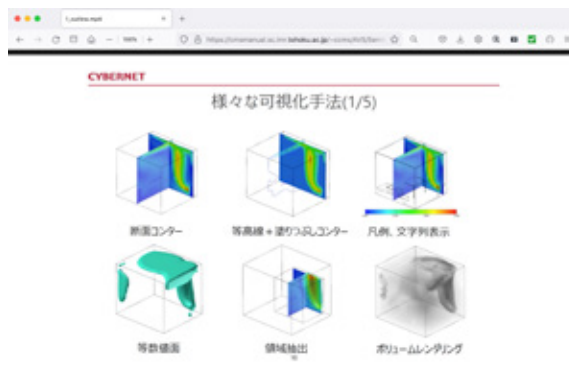 1_outline.mp4
CYBERNET
様々な可視化手法(1/5)
断面コンター
等高線+塗りつぶしコンター
凡例、文字列表示
等数値面
領域抽出
ボリュームレンダリング